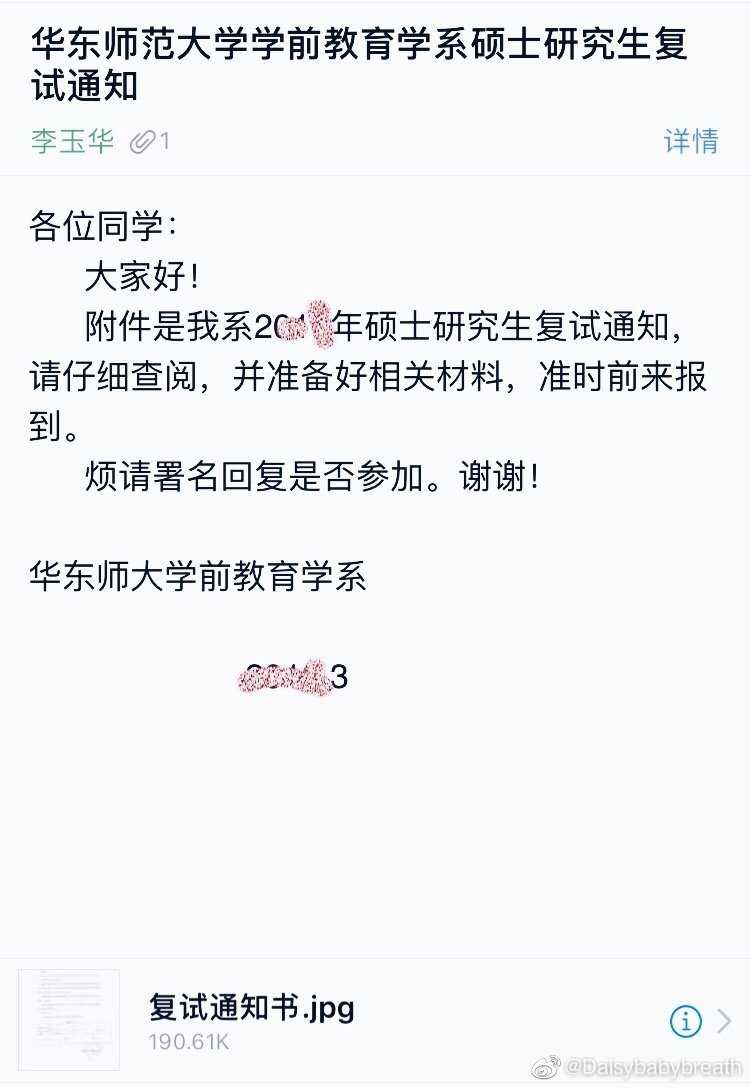 华东师范大学学前教育学系硕士研究生复
试通知
李玉华 1
详情
各位同学：
大家好！
附件是我系20 年硕士研究生复试通知，
请仔细查阅，并准备好相关材料，准时前来报
到。
烦请署名回复是否参加。谢谢！
华东师大学前教育学系
3
复试通知书.jpg
190.61K
@Daisybabybreath